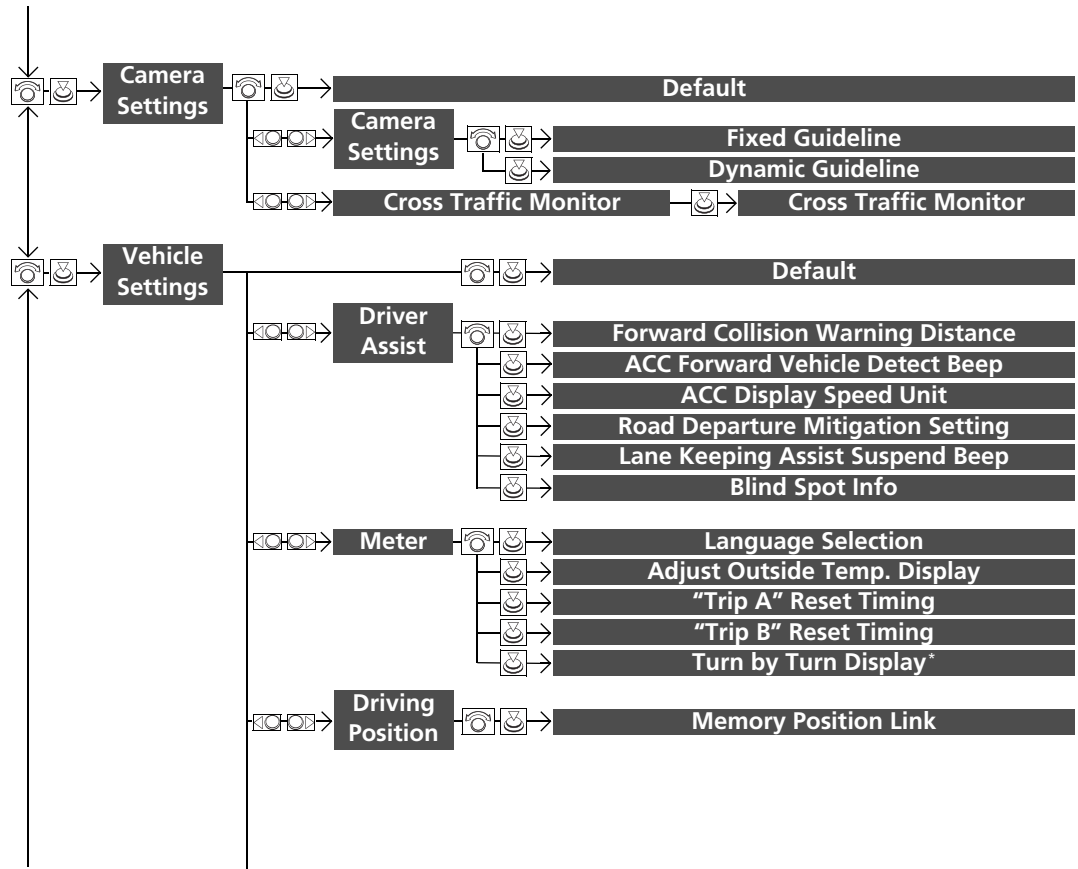 Camera
Settings
Default
Camera
Settings
Fixed Guideline
Dynamic Guideline
Cross Traffic Monitor
Cross Traffic Monitor
Vehicle
Settings
Default
Driver
Assist
Forward Collision Warning Distance
ACC Forward Vehicle Detect Beep
ACC Display Speed Unit
Road Departure Mitigation Setting
Lane Keeping Assist Suspend Beep
Blind Spot Info
Meter
Language Selection
Adjust Outside Temp. Display
“Trip A” Reset Timing
“Trip B” Reset Timing
Turn by Turn Display*
Driving
Position
Memory Position Link